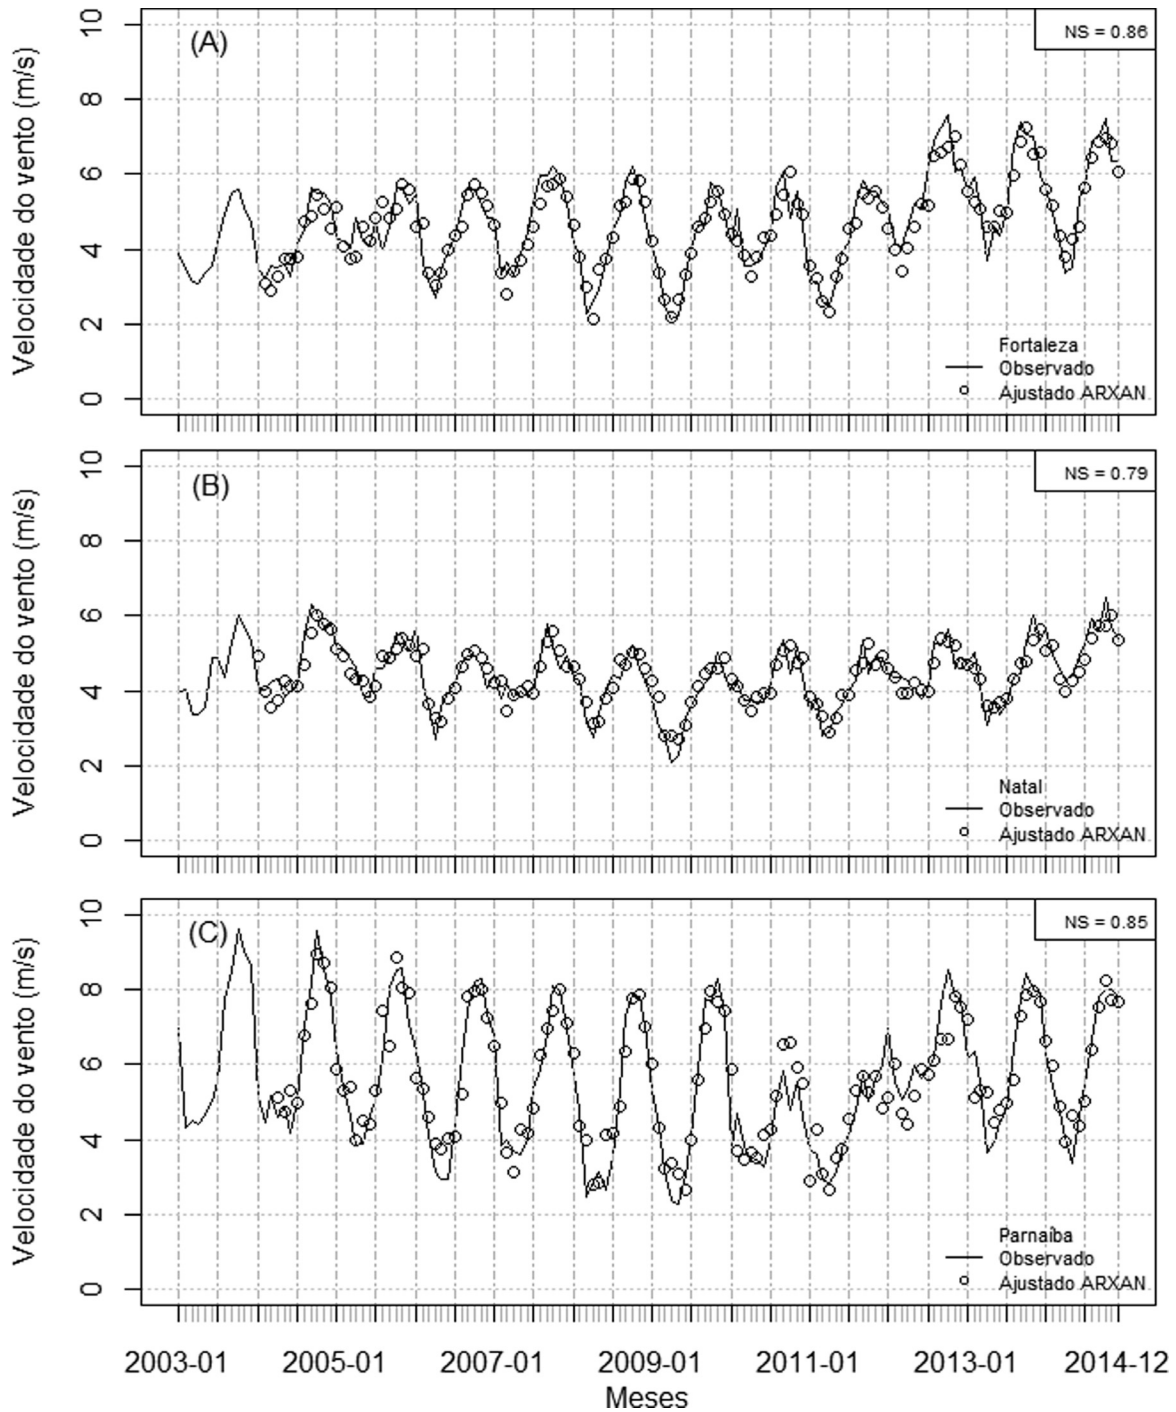 (A)
NS = 0.86
Velocidade do vento (m/s)
10
8
6
4
2
0
Fortaleza
Observado
Ajustado ARXAN
(B)
NS = 0.79
Velocidade do vento (m/s)
10
8
6
4
2
0
Natal
Observado
Ajustado ARXAN
(C)
NS = 0.85
Velocidade do vento (m/s)
10
8
6
4
2
0
Parnaíba
Observado
Ajustado ARXAN
2003-01 2005-01 2007-01 2009-01 2011-01 2013-01 2014-12
Meses